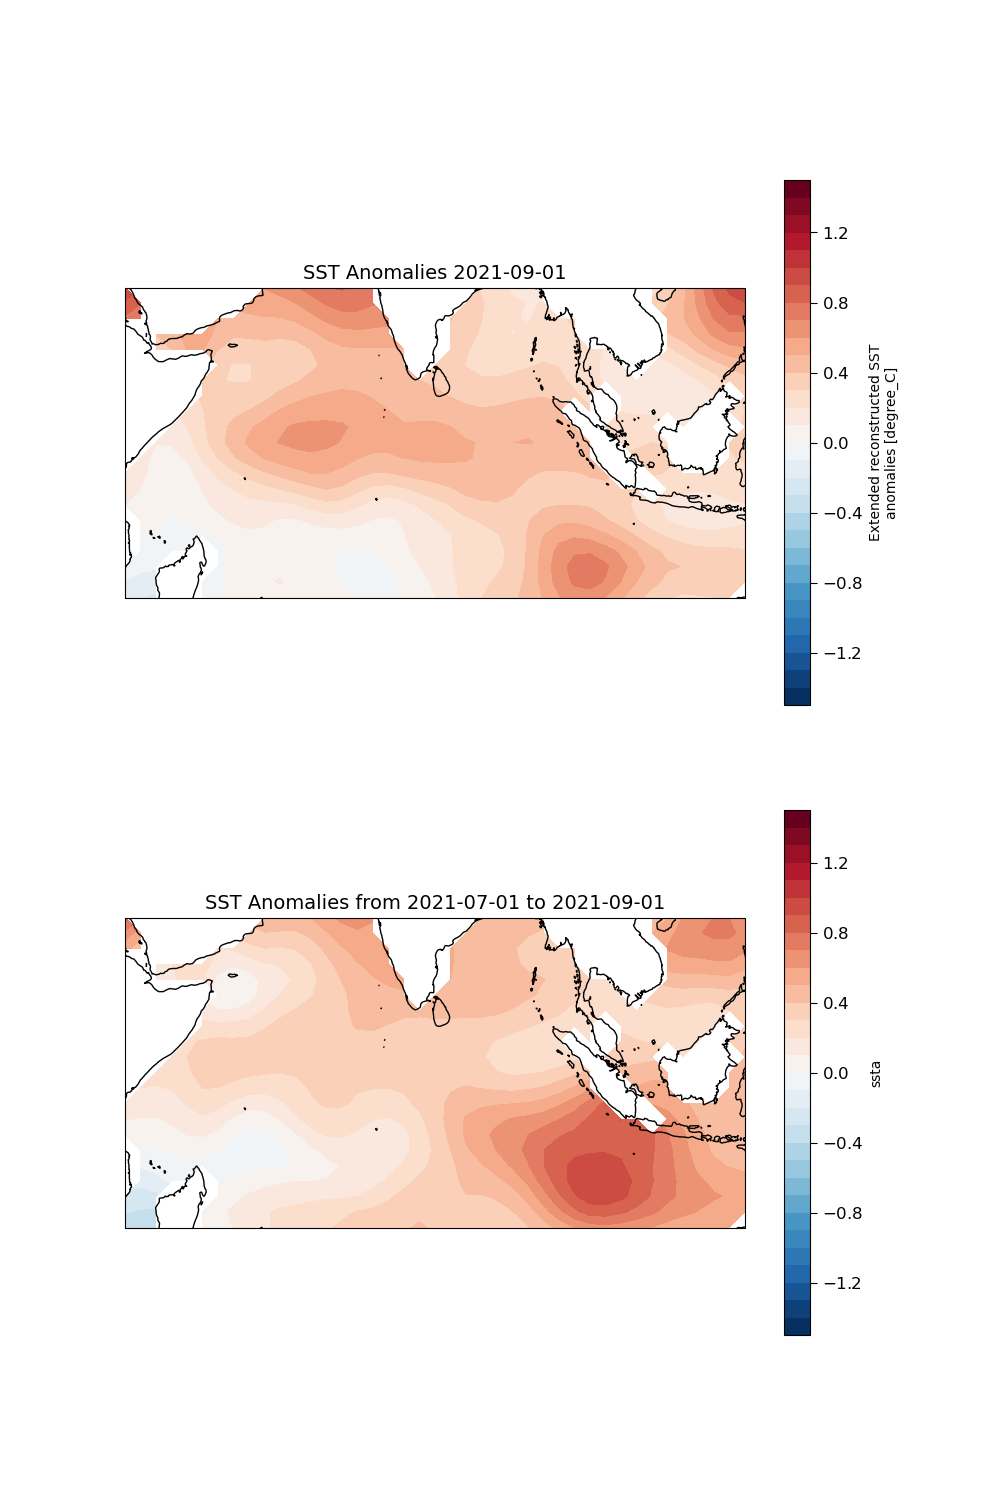 SST Anomalies 2021-09-01
1.2
0.8
0.4
0.0
−0.4
−0.8
−1.2
Extended reconstructed SST
anomalies [degree_C]
SST Anomalies from 2021-07-01 to 2021-09-01
1.2
0.8
0.4
0.0
−0.4
−0.8
−1.2
ssta